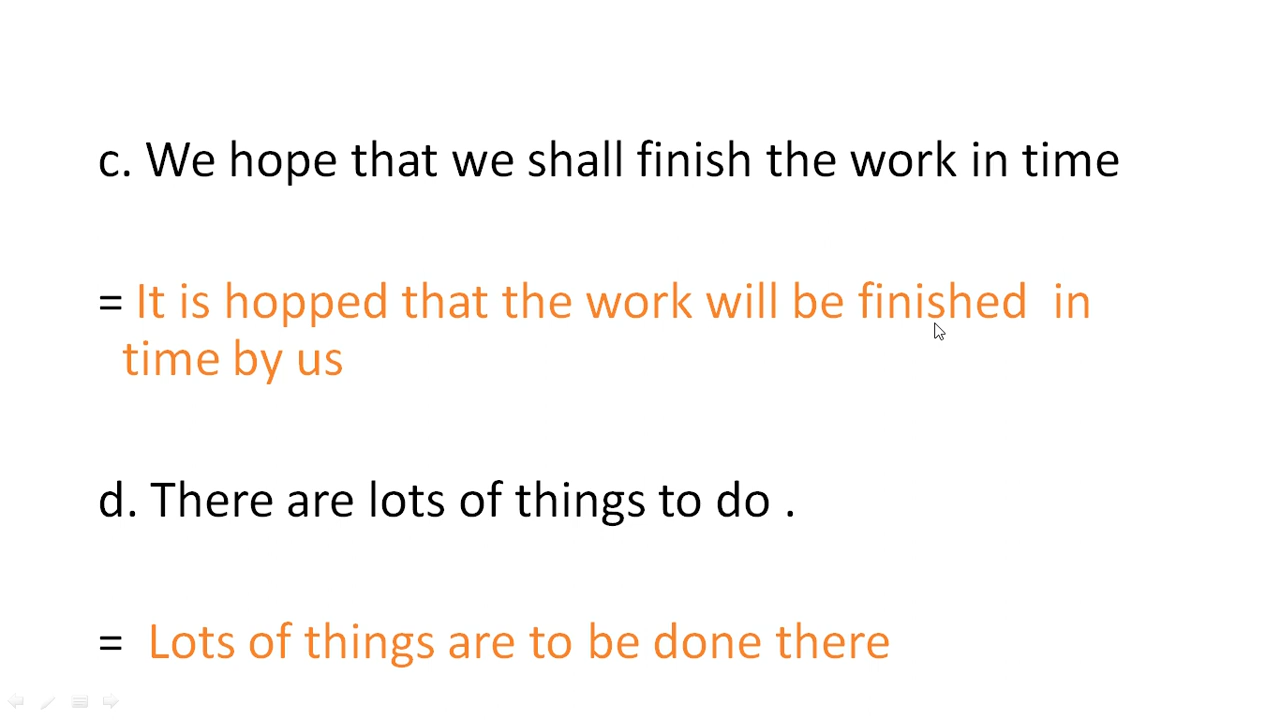 c. We hope that we shall finish the work in time
= It is hopped that the work will be finished in
time by us
d. There are lots of things to do .
= Lots of things are to be done there